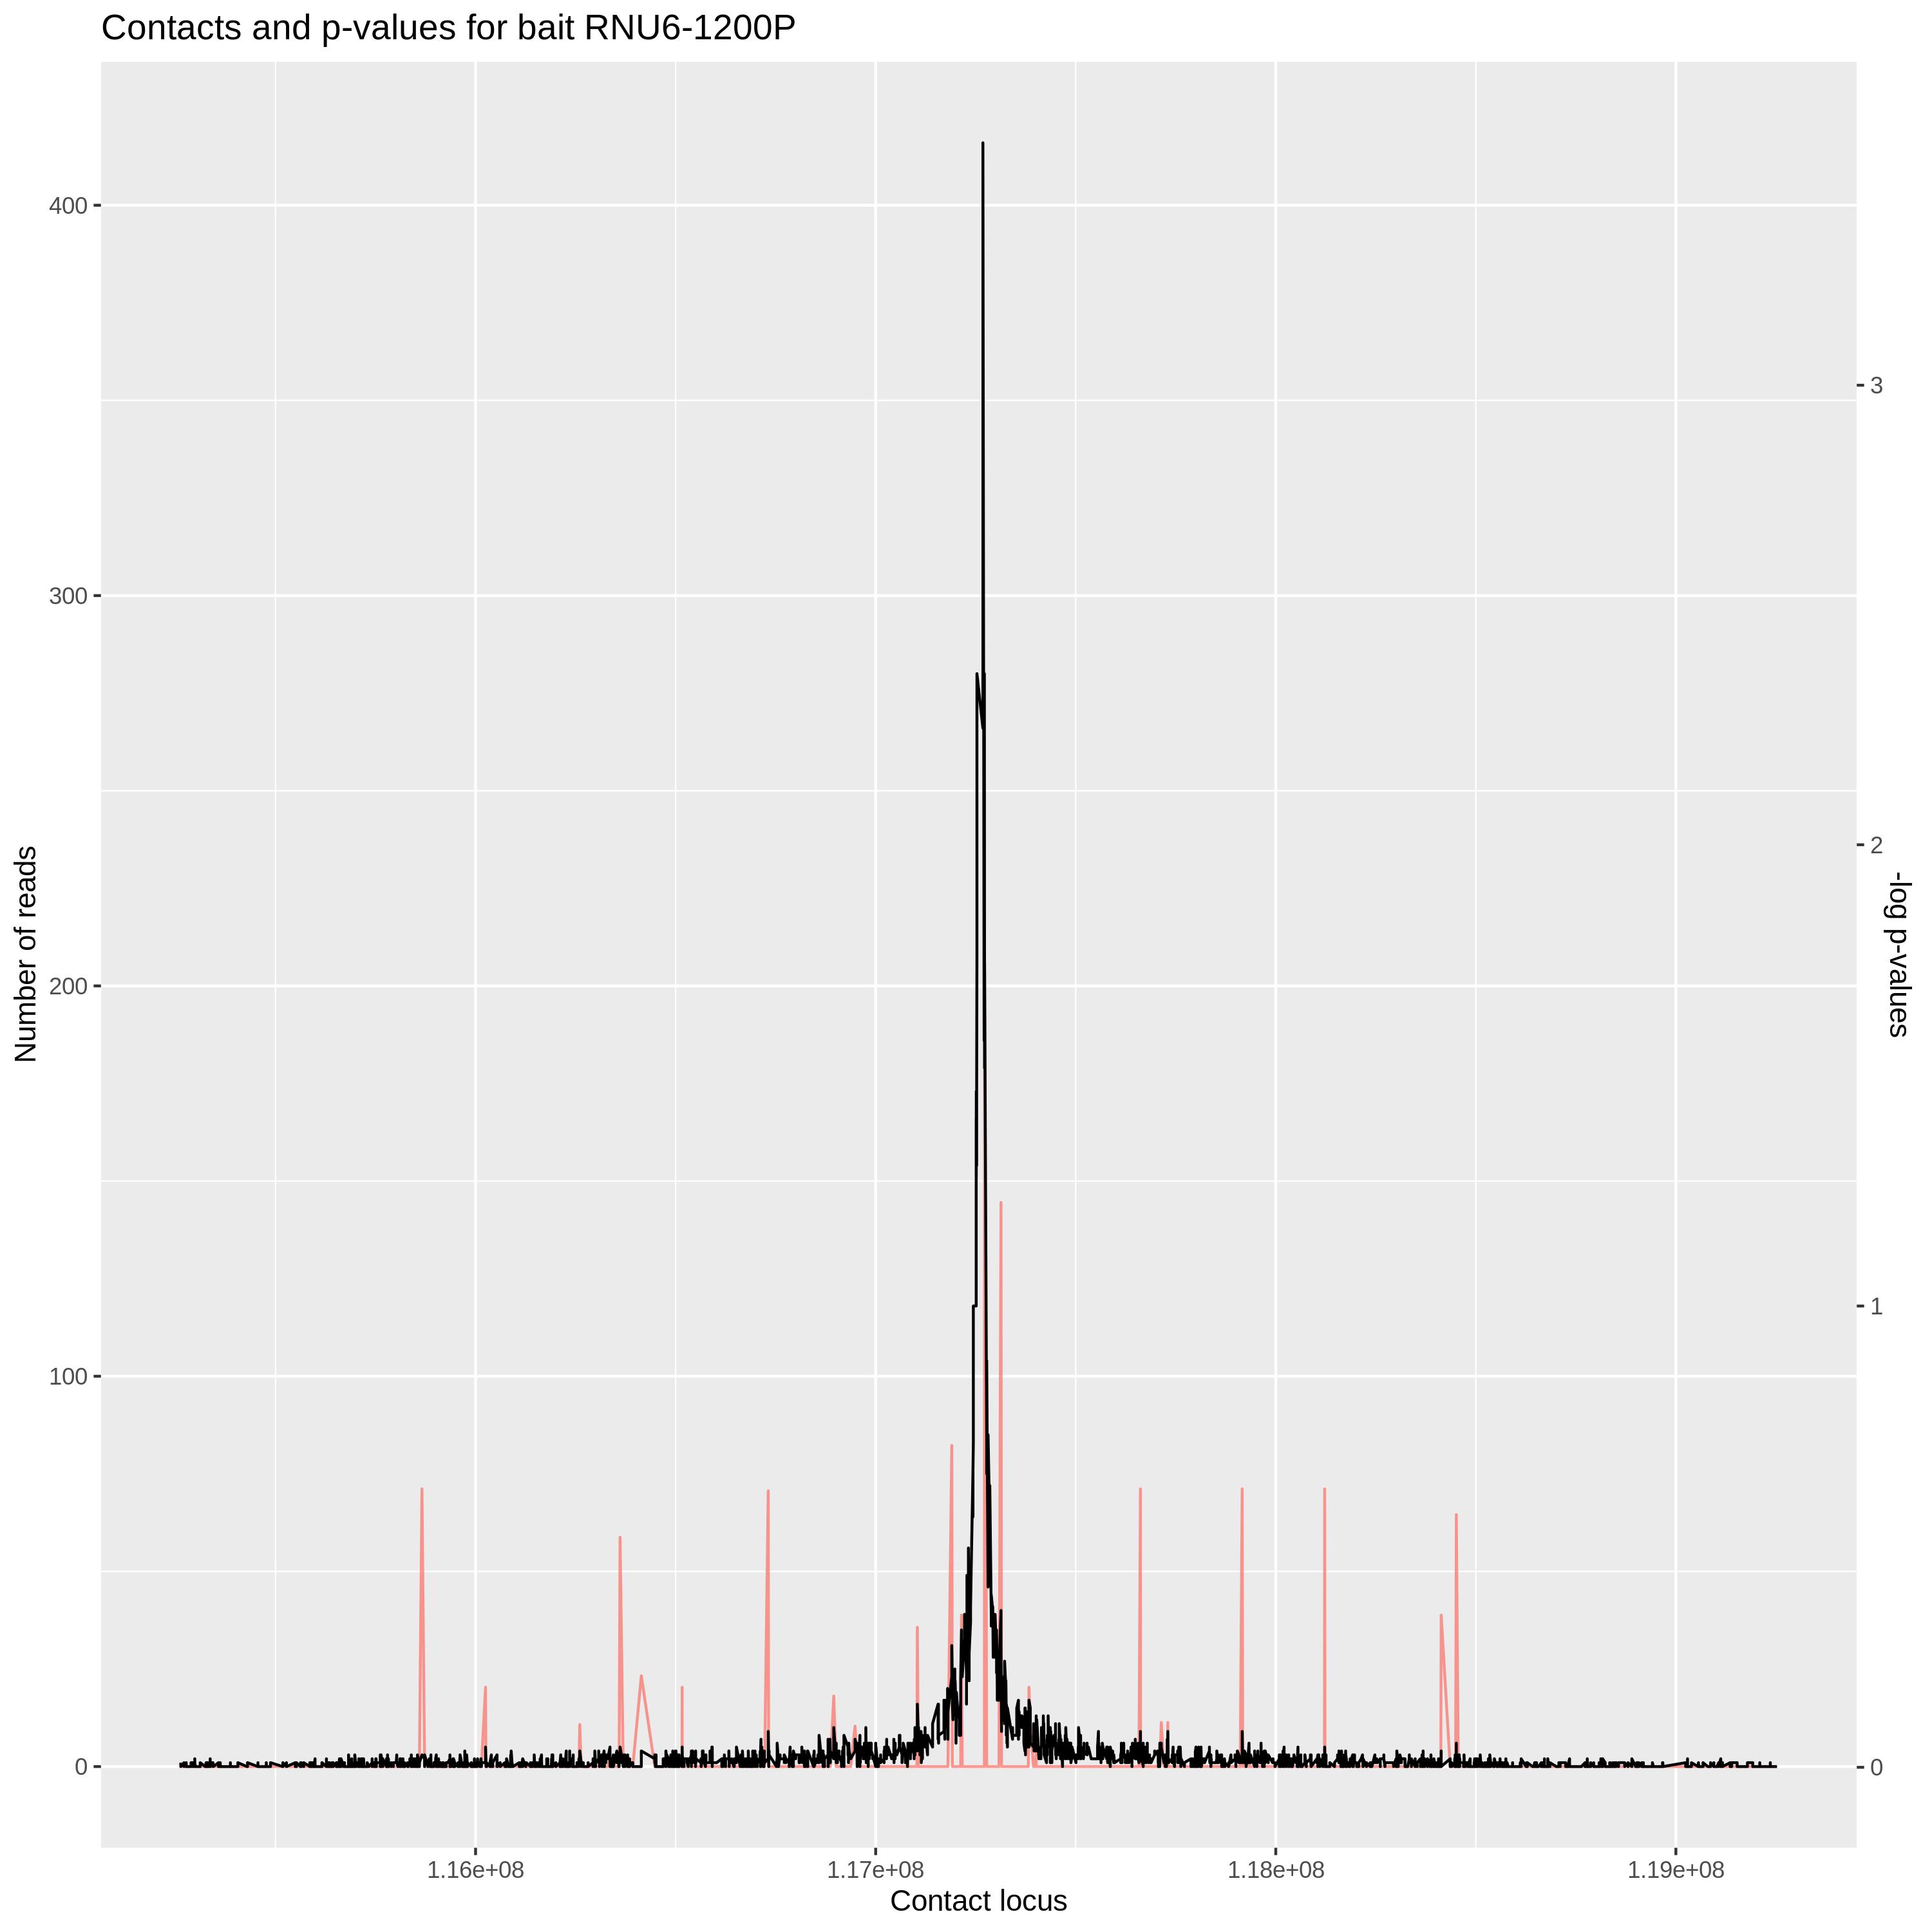 Contacts and p-values for bait RNU6-1200P
400
300
200
100
0
Number of reads
3
2
1
0
-log p-values
1.16e+08 1.17e+08 1.18e+08 1.19e+08
Contact locus